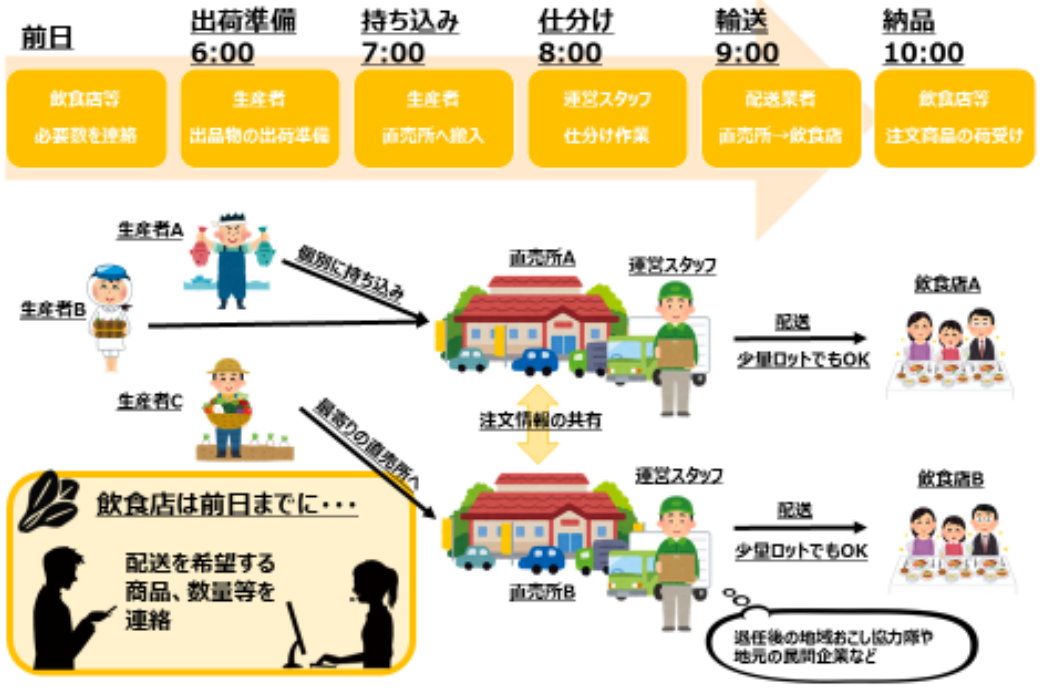 前日
出荷準備
6:00
持ち込み
7:00
仕分け
8:00
輸送
9:00
納品
10:00
飲食店等
必要数を連絡
生産者
出品物の出荷準備
生産者
直売所へ搬入
運営スタッフ
仕分け作業
配送業者
直売所→飲食店
飲食店等
注文商品の荷受け
生産者A
生産者B
生産者C
個別に持ち込み
最寄りの直売所へ
直売所A
運営スタッフ
配送
少量ロットでもOK
飲食店A
注文情報の共有
直売所B
運営スタッフ
配送
少量ロットでもOK
飲食店B
飲食店は前日までに・・・
配送を希望する
商品、数量等を
連絡
退任後の地域おこし協力隊や
地元の民間企業など